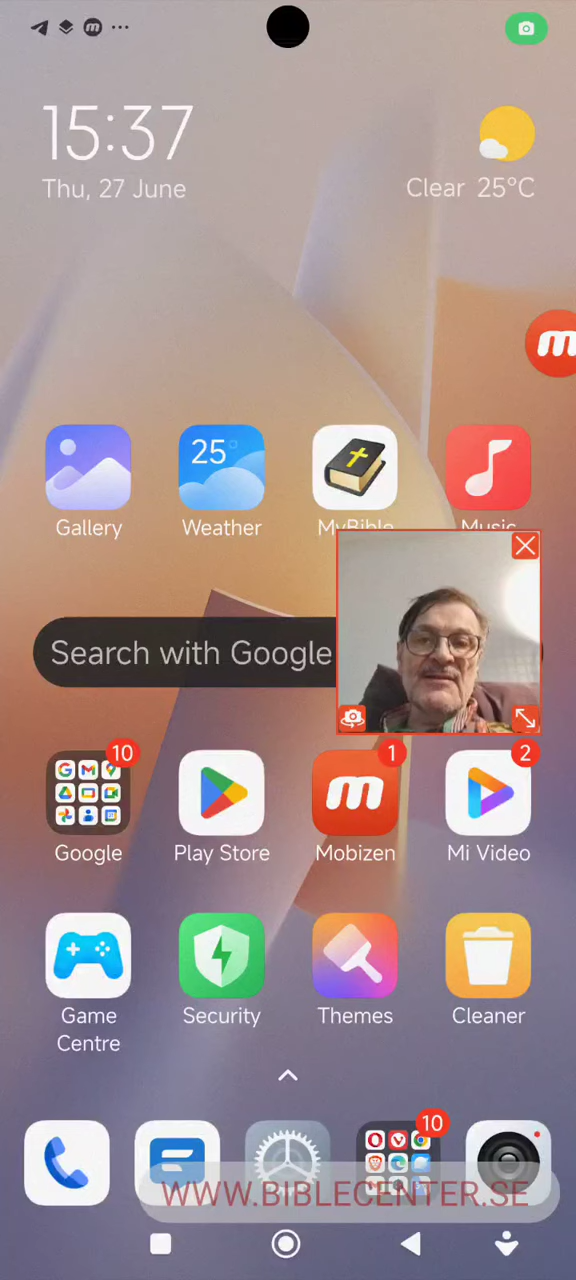 15:37
Thu, 27 June
Clear 25°C
m
25°
Gallery
Weather
MyBible
Music
Search with Google
10
1
2
Google
Play Store
Mobizen
Mi Video
Game Centre
Security
Themes
Cleaner
10
WWW.BIBLECENTER.SE